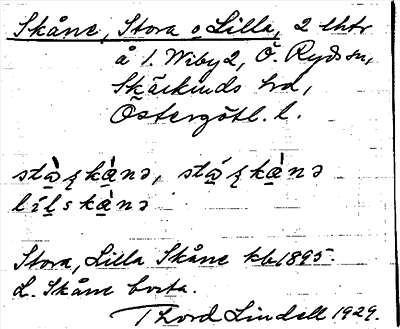 Skåne, Stora o Lilla, 2 lhtr
å 1. Wiby 2, Ö. Ryds sn,
Skärkinds hd,
Östergötl. l.
Stora, Lilla Skåne kb 1895.
L. Skåne borta.
Thord Lindell 1929.